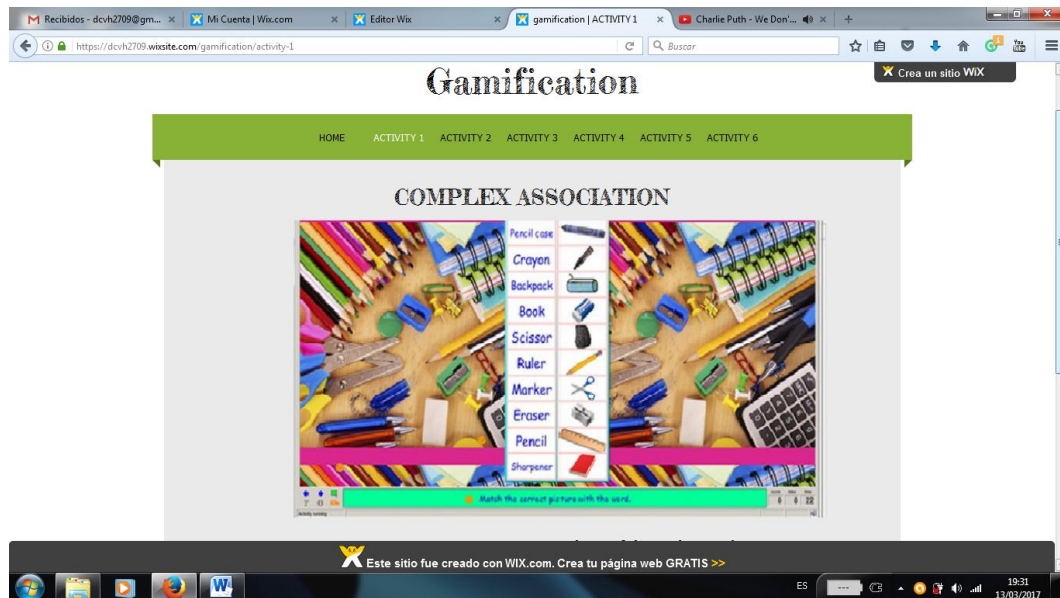 Recibidos - dcvh2709@gm...
Mi Cuenta | Wix.com
Editor Wix
gamification | ACTIVITY 1
Charlie Puth - We Don'...
https://dcvh2709.wixsite.com/gamification/activity-1
Buscar
You
Crea un sitio WiX
Gamification
HOME ACTIVITY 1 ACTIVITY 2 ACTIVITY 3 ACTIVITY 4 ACTIVITY 5 ACTIVITY 6
COMPLEX ASSOCIATION
Pencil case
Crayon
Backpack
Book
Scissor
Ruler
Marker
Eraser
Pencil
Sharpener
Match the correct picture with the word.
22
Este sitio fue creado con WIX.com. Crea tu página web GRATIS >>
ES
19:31
13/03/2017